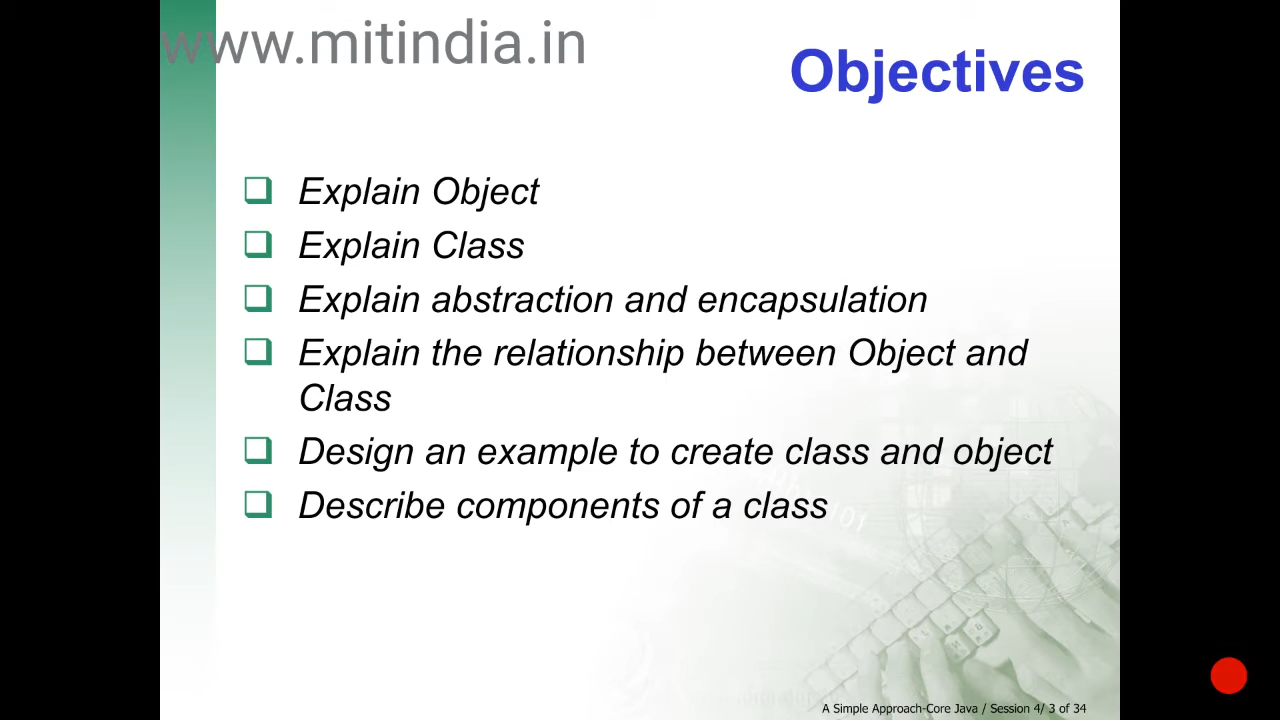 www.mitindia.in
Objectives
Explain Object
Explain Class
Explain abstraction and encapsulation
Explain the relationship between Object and
Class
Design an example to create class and object
Describe components of a class
A Simple Approach-Core Java / Session 4/ 3 of 34